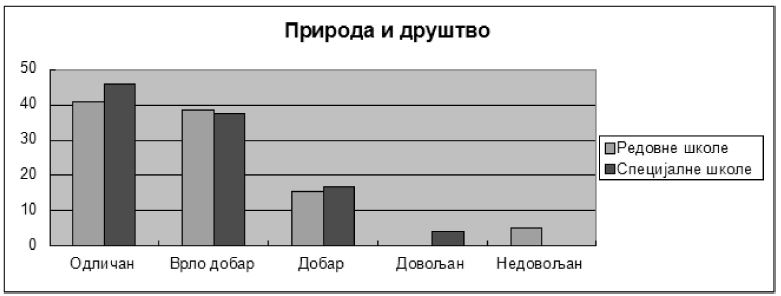 Природа и друштво
50
40
30
20
10
0
Одличан Врло добар Добар Довољан Недовољан
Редовне школе
Специјалне школе